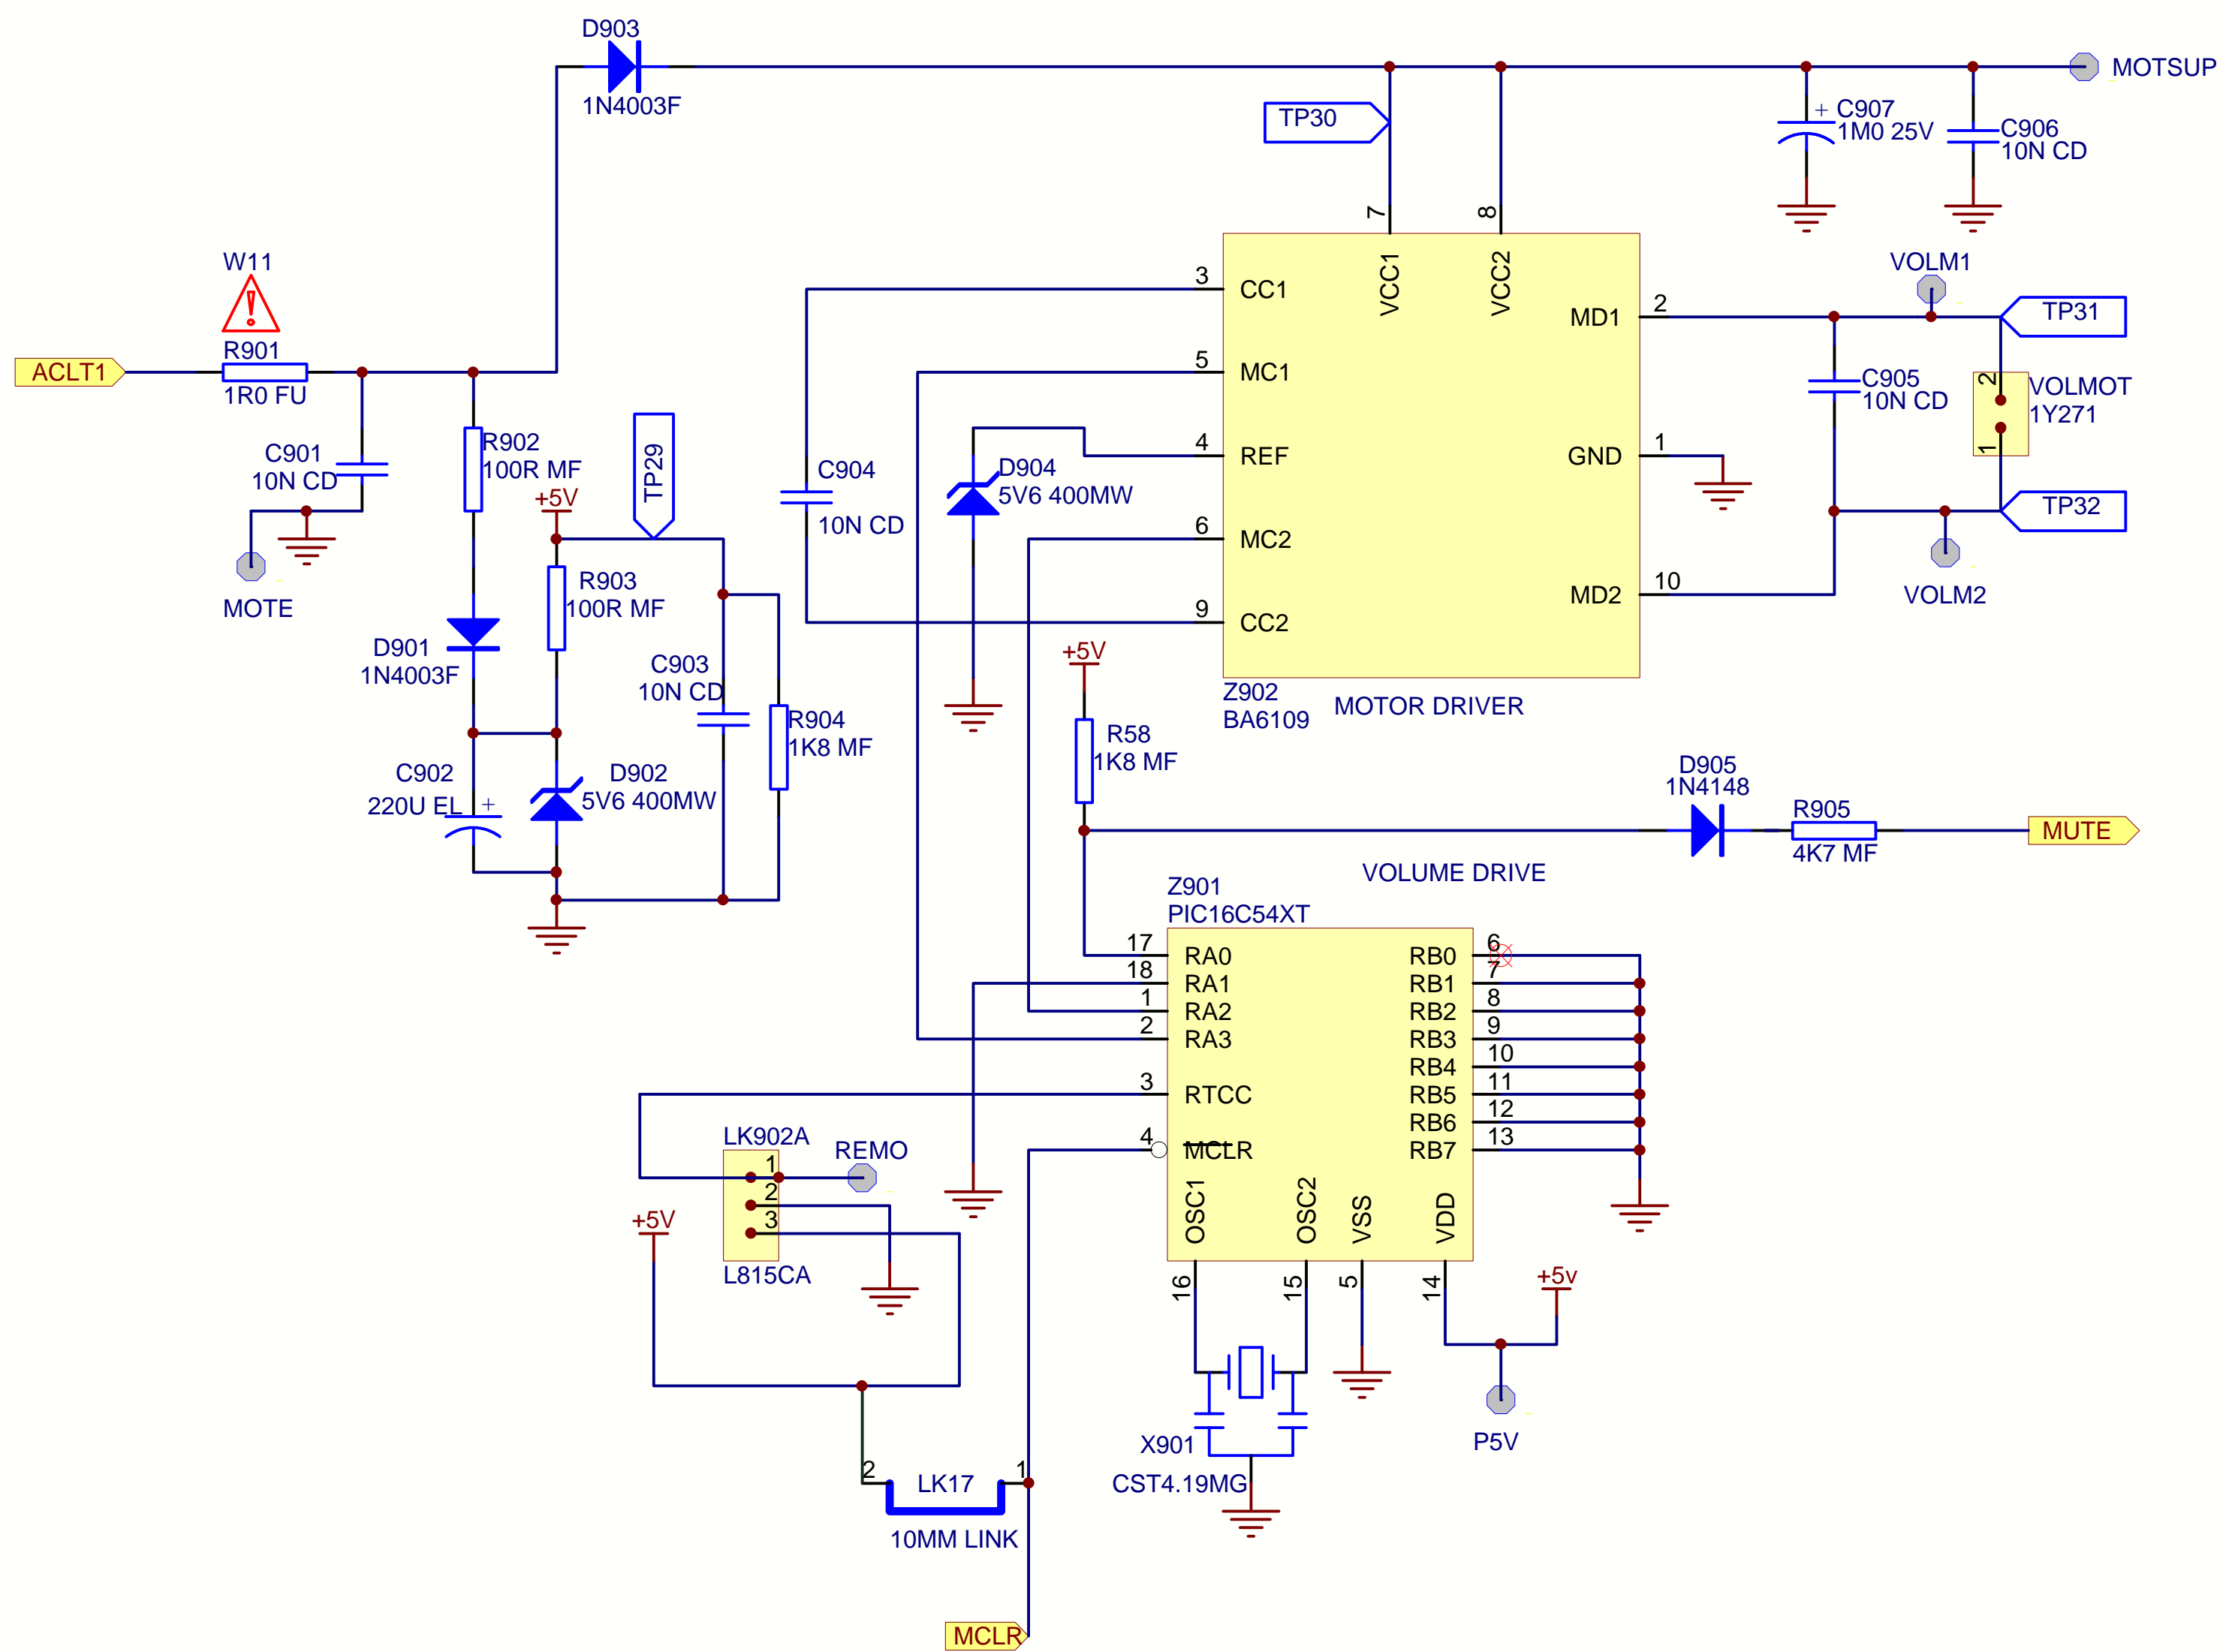 D903
1N4003F
MOTSUP
TP30
+ C907
1M0 25V
C906
10N CD
7
8
VCC1
VCC2
W11
R901
1R0 FU
ACLT1
3
CC1
5
MC1
4
REF
6
MC2
9
CC2
MD1
2
GND
1
MD2
10
VOLM1
TP31
C905
10N CD
2
VOLMOT
1Y271
1
TP32
VOLM2
C901
10N CD
MOTE
R902
100R MF
+5V
TP29
R903
100R MF
D901
1N4003F
C903
10N CD
R904
1K8 MF
C902
220U EL +
D902
5V6 400MW
C904
10N CD
D904
5V6 400MW
Z902
BA6109
MOTOR DRIVER
+5V
R58
1K8 MF
D905
1N4148
R905
4K7 MF
MUTE
VOLUME DRIVE
Z901
PIC16C54XT
17
RA0
18
RA1
1
RA2
2
RA3
3
RTCC
4
MCLR
RB0
6
RB1
7
RB2
8
RB3
9
RB4
10
RB5
11
RB6
12
RB7
13
OSC1
OSC2
VSS
VDD
16
15
5
14
LK902A
REMO
1
2
3
L815CA
+5V
+5v
P5V
X901
CST4.19MG
2
LK17
1
10MM LINK
MCLR